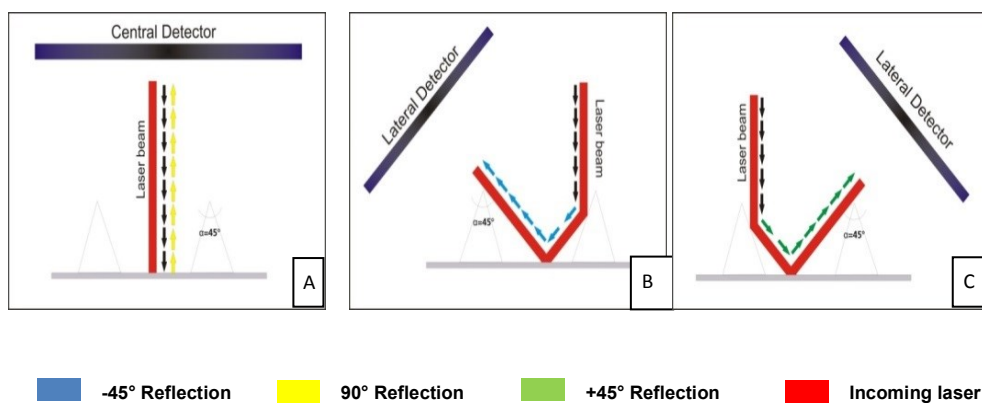 Central Detector
Laser beam
α=45°
A
Lateral Detector
Laser beam
α=45°
B
Lateral Detector
Laser beam
α=45°
C
-45° Reflection
90° Reflection
+45° Reflection
Incoming laser